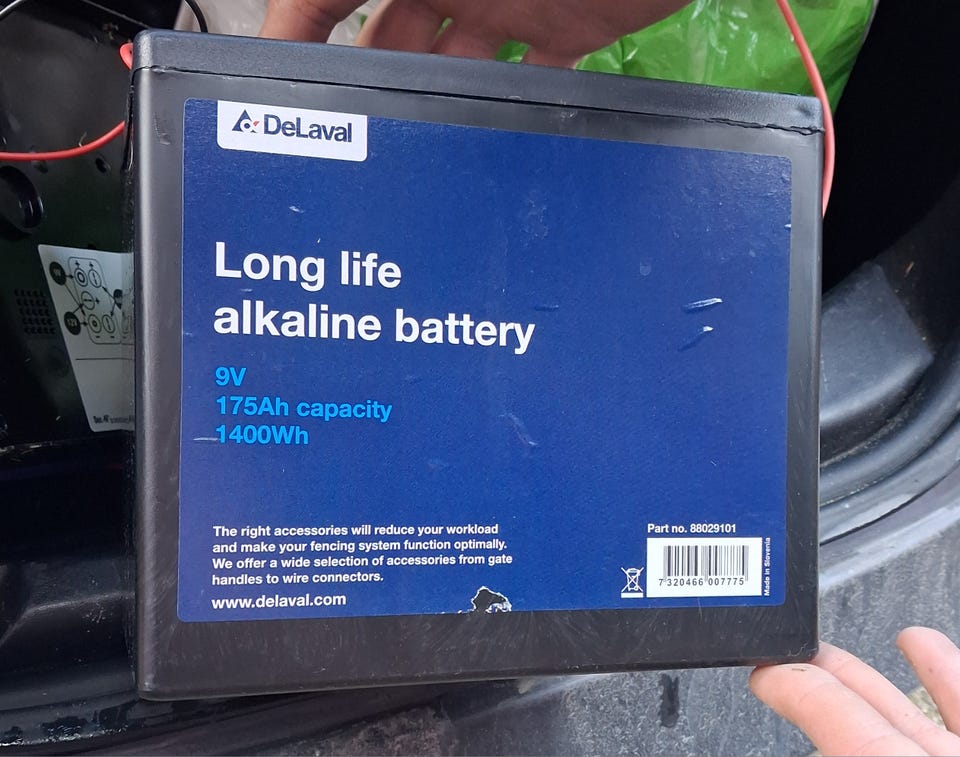 DeLaval
Long life
alkaline battery
9V
175Ah capacity
1400Wh
The right accessories will reduce your workload
and make your fencing system function optimally.
We offer a wide selection of accessories from gate
handles to wire connectors.
www.delaval.com
Part no. 88029101
7 320466 007775
Made in Slovenia